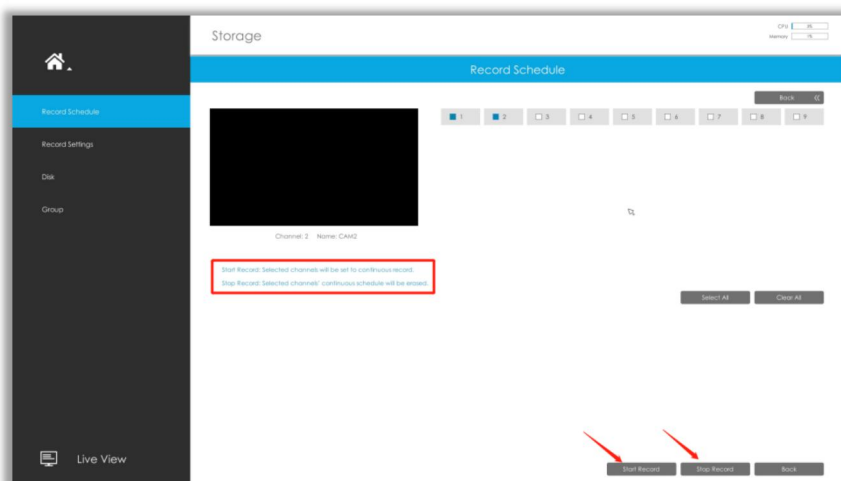 Storage
CPU
Memory
Record Schedule
Back
Record Schedule
Record Settings
Disk
Group
1 2 3 4 5 6 7 8 9
Channel: 2 Name: CAM2
Start Record: Selected channels will be set to continuous record.
Stop Record: Selected channels' continuous schedule will be erased.
Select All Clear All
Live View
Start Record Stop Record Back